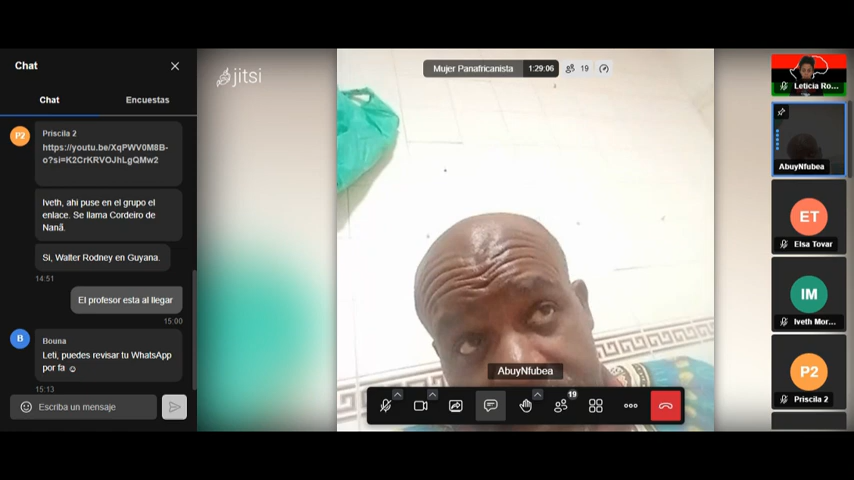 Chat
Chat
Encuestas
P2
Priscila 2
https://youtu.be/XqPWV0M8B-
o?si=K2CrKRVOJhLgQMw2
Iveth, ahi puse en el grupo el
enlace. Se llama Cordeiro de
Nanã.
Si, Walter Rodney en Guyana.
14:51
El profesor esta al llegar
15:00
B
Bouna
Leti, puedes revisar tu WhatsApp
por fa ☺
15:13
Escriba un mensaje
jitsi
Mujer Panafricanista
1:29:06
19
AbuyNfubea
19
Leticia Ro...
AbuyNfubea
ET
Elsa Tovar
IM
Iveth Mor...
P2
Priscila 2